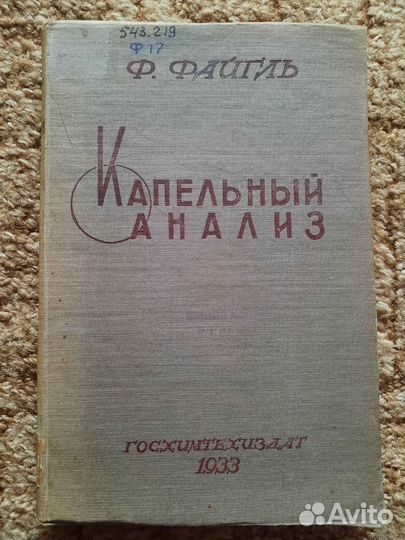 543.219
Ф17
Ф. ФАЙГЛЬ
КАПЕЛЬНЫЙ
АНАЛИЗ
ГОСХИМТЕХИЗДАТ
1933
Avito